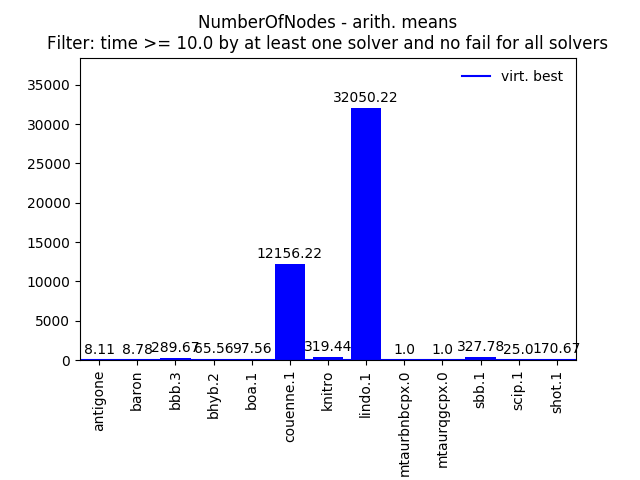 NumberOfNodes - arith. means
Filter: time >= 10.0 by at least one solver and no fail for all solvers
virt. best
35000
30000
25000
20000
15000
10000
5000
0
8.11
8.78
289.67
65.56
97.56
12156.22
319.44
32050.22
1.0
1.0
327.78
25.0
170.67
antigone
baron
bbb.3
bhyb.2
boa.1
couenne.1
knitro
lindo.1
mtaurbnbcpx.0
mtaurqgcpx.0
sbb.1
scip.1
shot.1